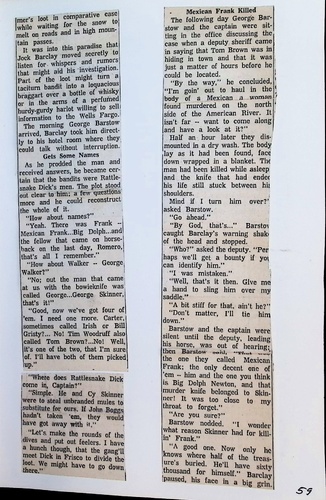 mer's loot in comparative ease
while waiting for the snow to
melt on roads and in high moun-
tain passes.
It was into this paradise that
Jock Barclay moved secretly to
listen for whispers and rumors
that might aid his investigation.
Part of the loot might turn a
taciturn bandit into a loquacious
braggart over a bottle of whisky
or in the arms of a perfumed
hurdy-gurdy harlot willing to sell
information to the Wells Fargo.
The morning George Barstow
arrived, Barclay took him direct-
ly to his hotel room where they
could talk without interruption.
Gets Some Names
As he prodded the man and
received answers, he became cer-
tain that the bandits were Rattle-
snake Dick's men. The plot stood
out clear to him; a few questions
more and he could reconstruct
the whole of it.
"How about names?"
"Yeah. There was Frank --
Mexican Frank..Big Dolph..and
the fellow that came on horse-
back on the last day, Romero,
that's all I remember."
"How about Walker -- George
Walker?"
"No; out the man that came
at us with the bowieknife was
called George...George Skinner,
that's it!"
"Good, now we've got four of
'em. I need one more. Carter,
sometimes called Irish or Bill
Gristy?... No! Tim Woodruff also
called Tom Brown...No! Well,
it's one of the two, that I'm sure
of. I'll have both of them picked
up."
"Where does Rattlesnake Dick
come in, Captain?"
"Simple. He and Cy Skinner
were to steal unbranded mules to
substitute for ours. If John Boggs
hadn't taken 'em, they would
have got away with it."
"Let's make the rounds of the
dives and put out feelers. I have
a hunch though, that the gang'll
meet Dick in Frisco to divide the
loot. We might have to go down
there."
Mexican Frank Killed
The following day George Bar-
stow and the captain were sit-
ting in the office discussing the
case when a deputy sheriff came
in saying that Tom Brown was in
hiding in town and that it was
just a matter of hours before he
could be located.
"By the way," he concluded,
"I'm goin' out to haul in the
body of a Mexican a woman
found murdered on the north
side of the American River. It
isn't far -- want to come along
and have a look at it?"
Half an hour later they dis-
mounted in a dry wash. The body
lay as it had been found, face
down wrapped in a blanket. The
man had been killed while asleep
and the knife that had ended
his life still stuck between his
shoulders.
Mind if I turn him over?"
asked Barstow.
"Go ahead."
"By God, that's..." Barstow
caught Barclay's warning shak
of the head and stopped.
"Who?" asked the deputy. "Per
haps we'll get a bounty if you
can identify him."
"I was mistaken."
"Well, that's it then. Give me
a hand to sling him over my
saddle."
"A bit stiff for that, ain't he?"
"Don't matter, I'll tie him
down."
Barstow and the captain were
silent until the deputy, leading
his horse, was out of hearing;
then Barstow said,
the one they called Mexican
Frank; the only decent one of
'em -- him and the one you think
is Big Dolph Newton, and that
murder knife belonged to Skin-
ner! It was too close to my
throat to forget."
"Are you sure?"
Barstow nodded. "I wonder
what reason Skinner had for kill-
in' Frank."
"A good one. Now only he
knows where half of the treas-
ure's buried. He'll have sixty
thousand for himself." Barclay
paused, his face in a big grin
59